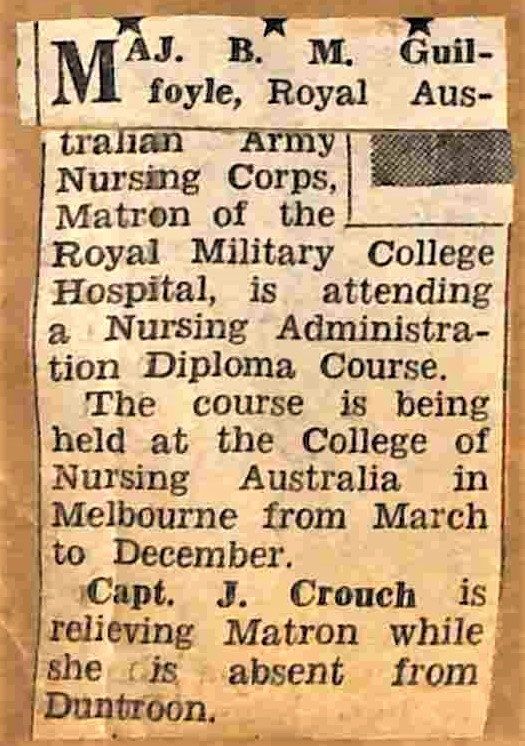 MAJ. B. M. Guil-
foyle, Royal Aus-
tralian Army
Nursing Corps,
Matron of the
Royal Military College
Hospital, is attending
a Nursing Administra-
tion Diploma Course.
The course is being
held at the College of
Nursing Australia in
Melbourne from March
to December.
Capt. J. Crouch is
relieving Matron while
she is absent from
Duntroon.